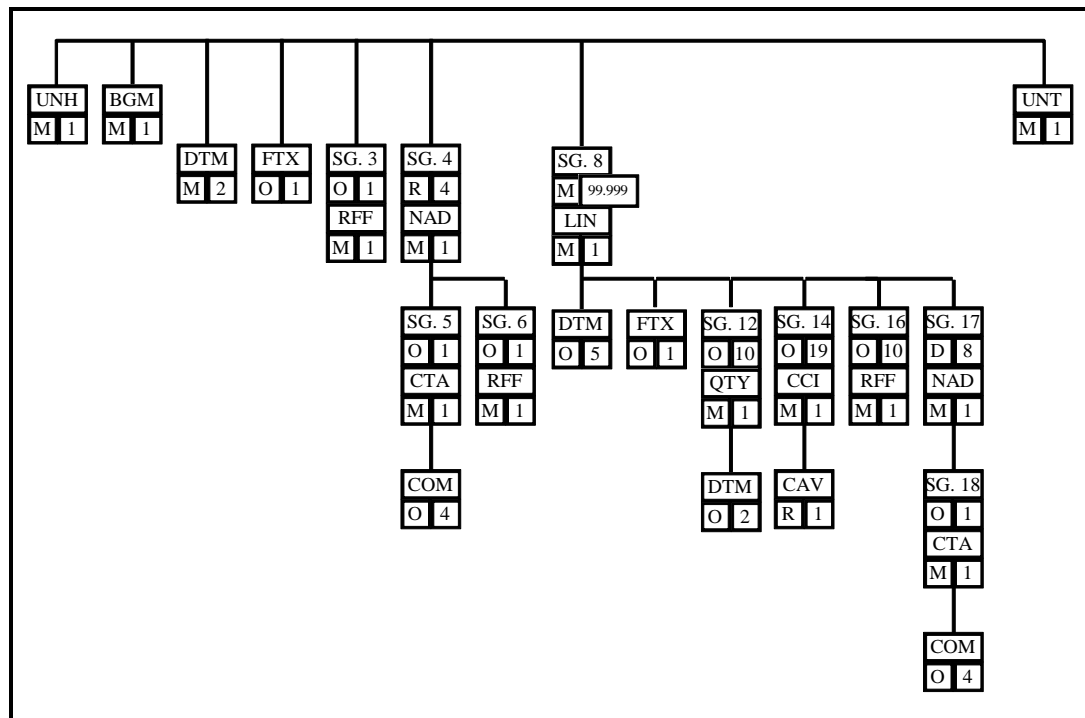 UNH BGM UNT
M 1 M 1 M 1
DTM FTX SG. 3 SG. 4 SG. 8
M 2 O 1 O 1 R 4 M 99.999
RFF NAD LIN
M 1 M 1 M 1
SG. 5 SG. 6 DTM FTX SG. 12 SG. 14 SG. 16 SG. 17
O 1 O 1 O 5 O 1 O 10 O 19 O 10 D 8
CTA RFF QTY CCI RFF NAD
M 1 M 1 M 1 M 1 M 1 M 1
COM DTM CAV SG. 18
O 4 O 2 R 1 O 1
CTA
M 1
COM
O 4